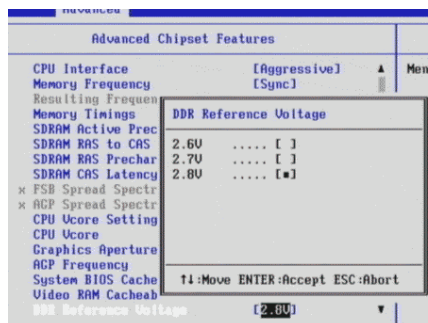 Advanced
Advanced Chipset Features
CPU Interface [Aggressive] ▲ Men
Memory Frequency [Sync]
Resulting Frequen
Memory Timings
SDRAM Active Prec
SDRAM RAS to CAS
SDRAM RAS Prechar
SDRAM CAS Latency
x FSB Spread Spectr
x AGP Spread Spectr
CPU Vcore Setting
CPU Vcore
Graphics Aperture
AGP Frequency
System BIOS Cache
Video RAM Cacheab
DDR Reference Voltage [2.8V] ▼
DDR Reference Voltage
2.6V ..... [ ]
2.7V ..... [ ]
2.8V ..... [■]
↑↓:Move ENTER:Accept ESC:Abort